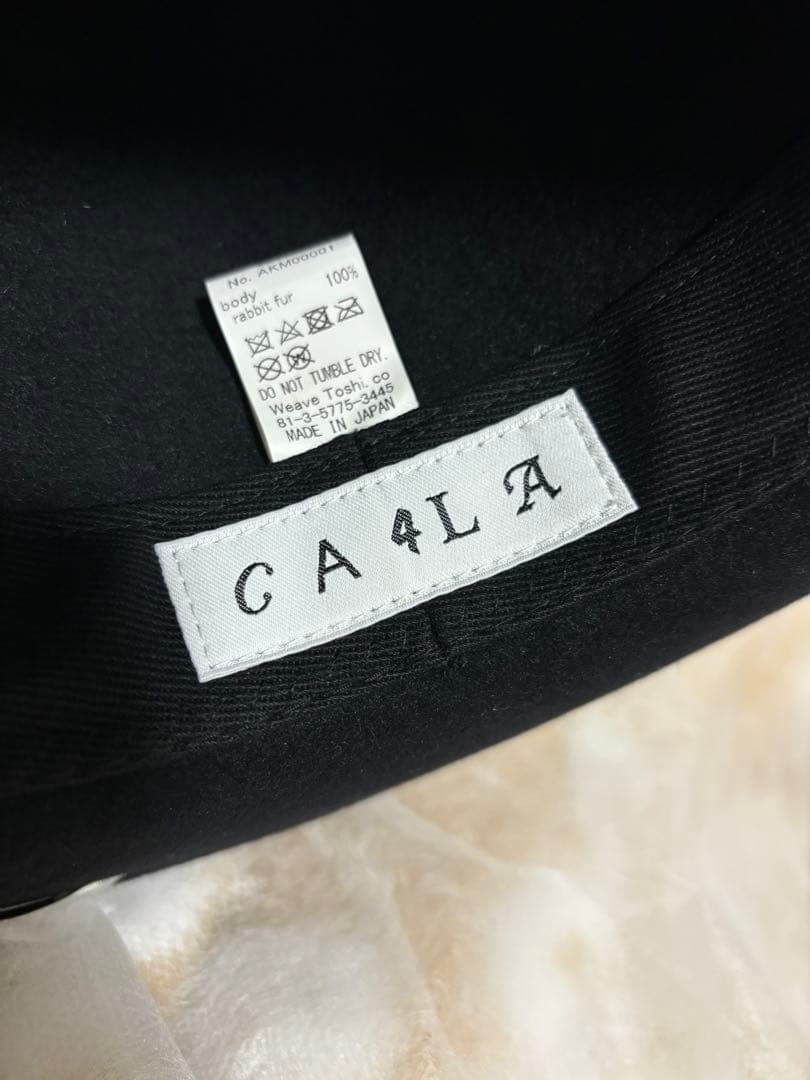 No. AKM00001
body
rabbit fur 100%
DO NOT TUMBLE DRY.
Weave Toshi. co
81-3-5775-3445
MADE IN JAPAN
CA4LA